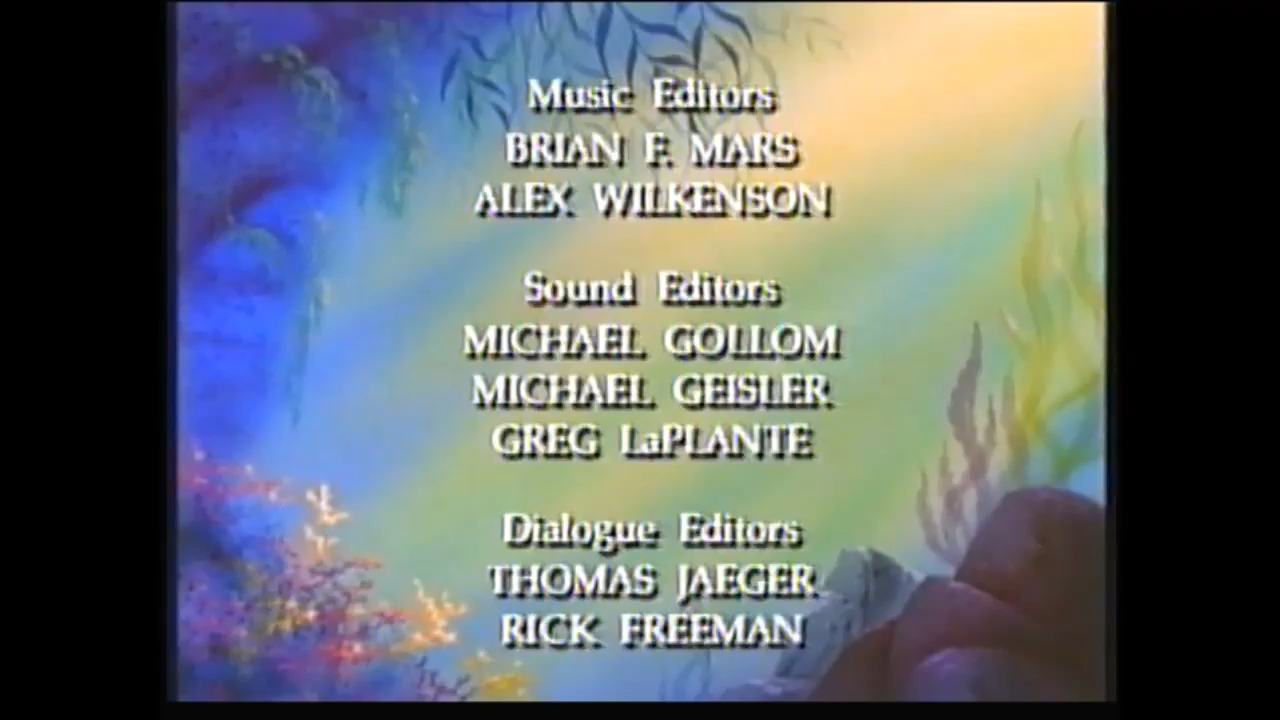 Music Editors
BRIAN F. MARS
ALEX WILKENSON
Sound Editors
MICHAEL GOLLOM
MICHAEL GEISLER
GREG LaPLANTE
Dialogue Editors
THOMAS JAEGER
RICK FREEMAN